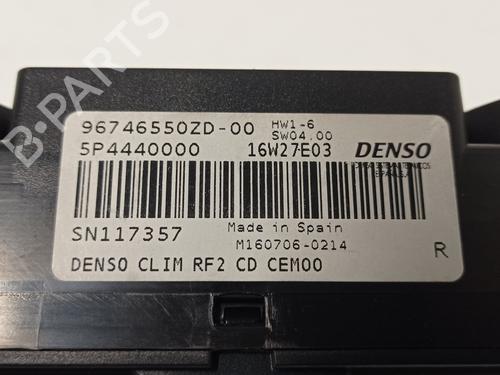 96746550ZD-00
HW1-6
SW04.00
5P4440000
16W27E03
DENSO
SN117357
Made in Spain
M160706-0214
R
DENSO CLIM RF2 CD CEM00